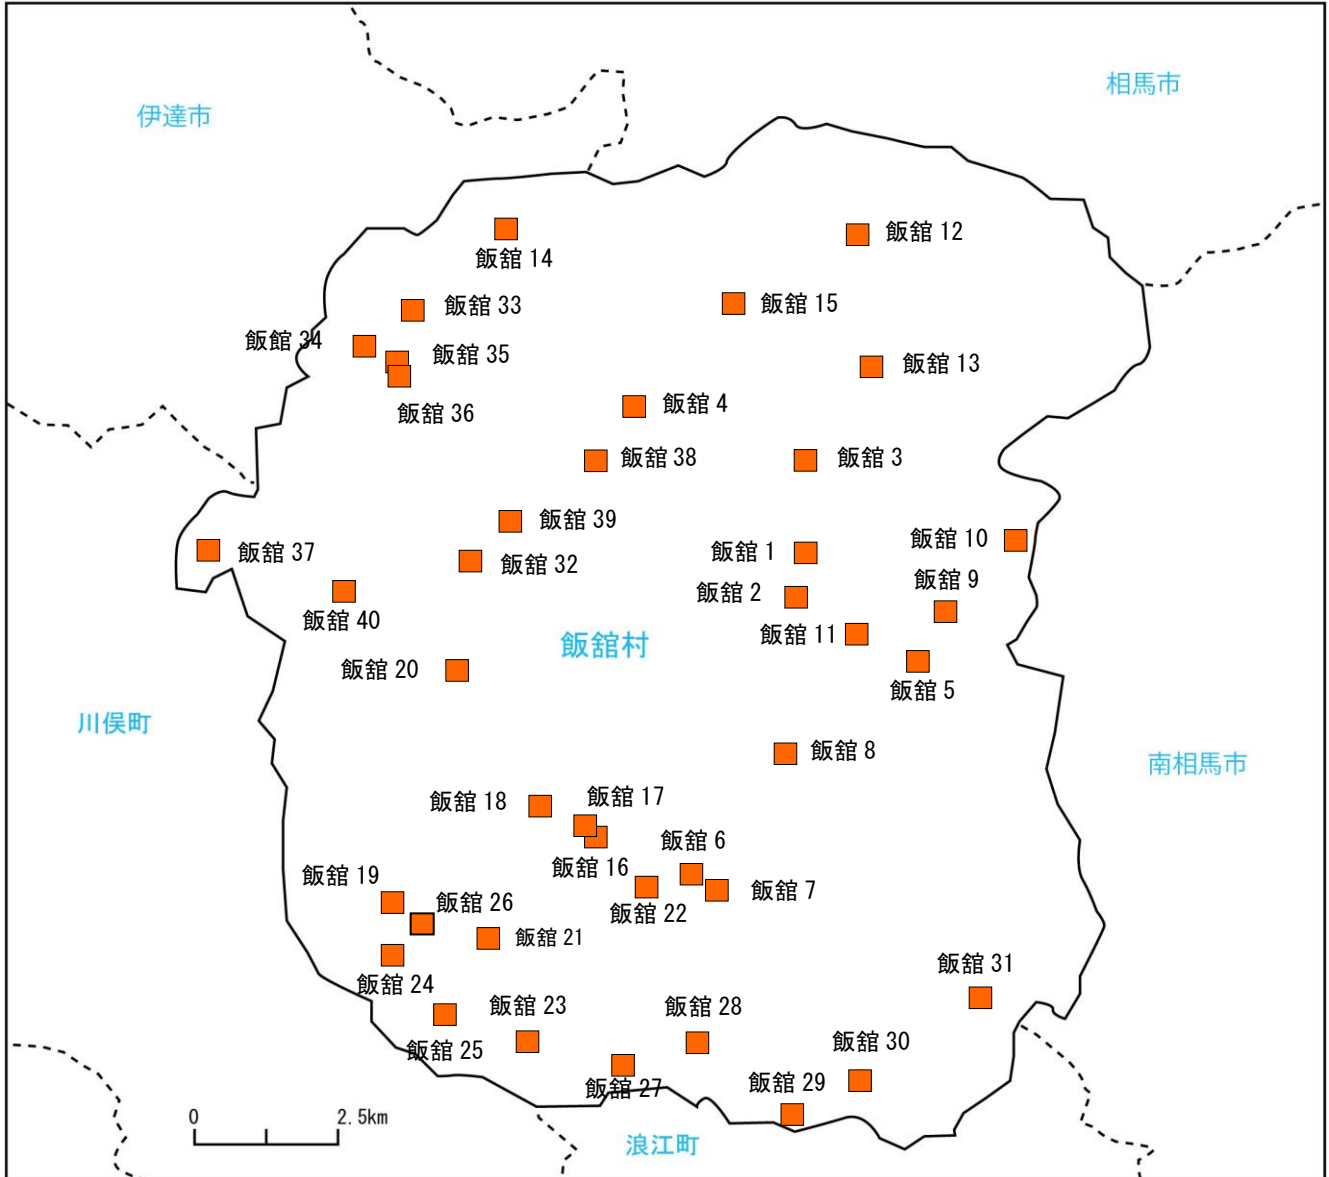 相馬市
伊達市
飯舘 12
飯舘 14
飯舘 15
飯舘 33
飯館 34
飯舘 35
飯舘 13
飯舘 4
飯舘 36
飯舘 38
飯舘 3
飯舘 39
飯舘 10
飯舘 1
飯舘 37
飯舘 32
飯舘 9
飯舘 2
飯舘 40
飯舘 11
飯舘村
飯舘 20
飯舘 5
川俣町
飯舘 8
南相馬市
飯舘 17
飯舘 18
飯舘 6
飯舘 16
飯舘 19
飯舘 7
飯舘 26
飯舘 22
飯舘 21
飯舘 31
飯舘 24
飯舘 23
飯舘 28
飯舘 30
飯舘 25
飯舘 29
飯舘 27
0 2.5km
浪江町